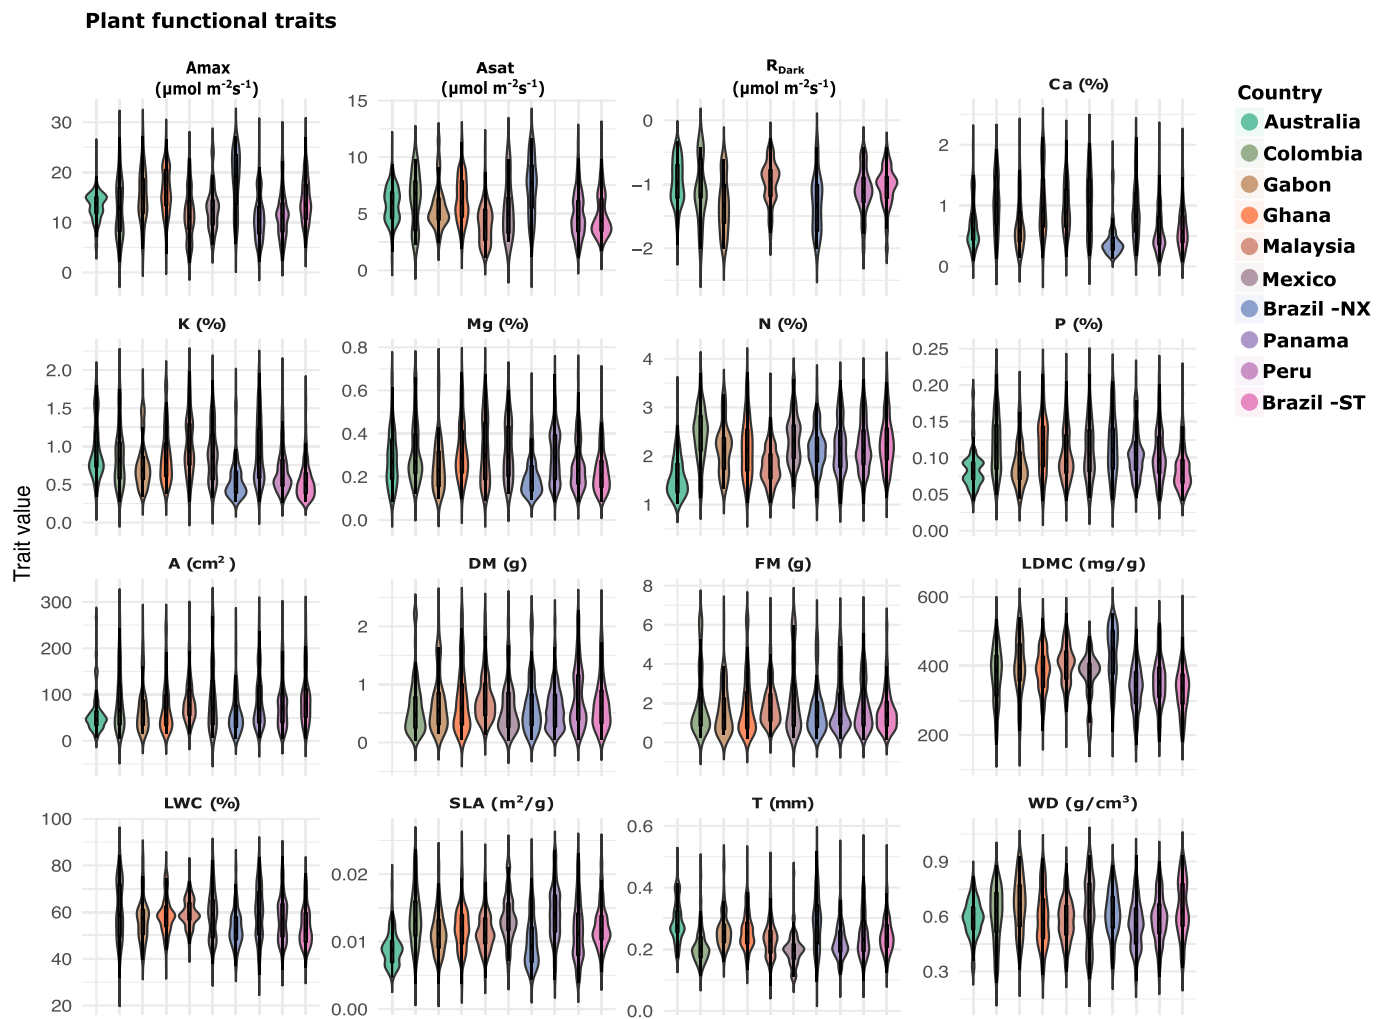 Plant functional traits
Amax
(µmol m⁻²s⁻¹)
Asat
(µmol m⁻²s⁻¹)
R_Dark
(µmol m⁻²s⁻¹)
Ca (%)
30
20
10
0
15
10
5
0
0
−1
−2
2
1
0
K (%)
Mg (%)
N (%)
P (%)
2.0
1.5
1.0
0.5
0.0
0.8
0.6
0.4
0.2
0.0
4
3
2
1
0.25
0.20
0.15
0.10
0.05
0.00
Trait value
A (cm²)
DM (g)
FM (g)
LDMC (mg/g)
300
200
100
0
2
1
0
8
6
4
2
0
600
400
200
LWC (%)
SLA (m²/g)
T (mm)
WD (g/cm³)
100
80
60
40
20
0.02
0.01
0.00
0.6
0.4
0.2
0.0
0.9
0.6
0.3
Country
Australia
Colombia
Gabon
Ghana
Malaysia
Mexico
Brazil -NX
Panama
Peru
Brazil -ST